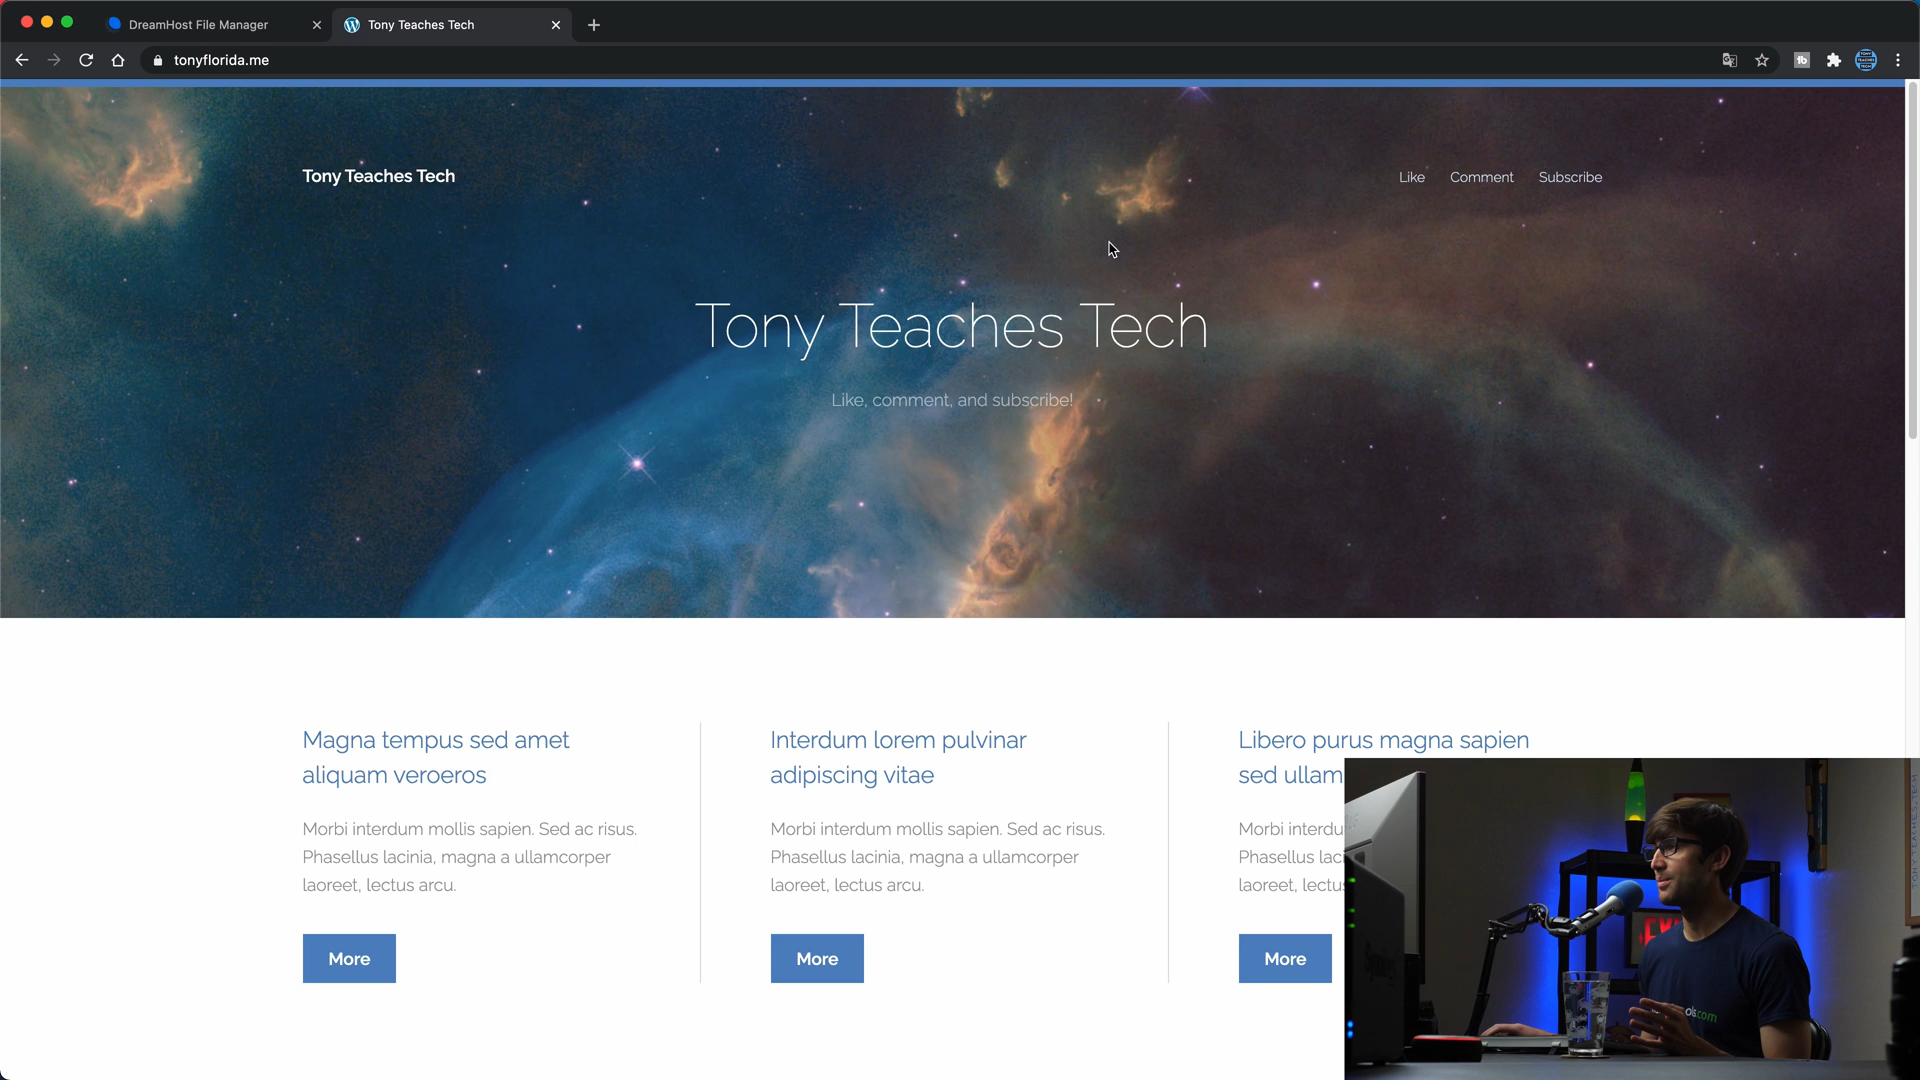 DreamHost File Manager
Tony Teaches Tech
tonyflorida.me
Tony Teaches Tech
Like Comment Subscribe
Tony Teaches Tech
Like, comment, and subscribe!
Magna tempus sed amet
aliquam veroeros
Morbi interdum mollis sapien. Sed ac risus.
Phasellus lacinia, magna a ullamcorper
laoreet, lectus arcu.
More
Interdum lorem pulvinar
adipiscing vitae
Morbi interdum mollis sapien. Sed ac risus.
Phasellus lacinia, magna a ullamcorper
laoreet, lectus arcu.
More
Libero purus magna sapien
sed ullam
Morbi interdu
Phasellus lac
laoreet, lectu
More
ols.com